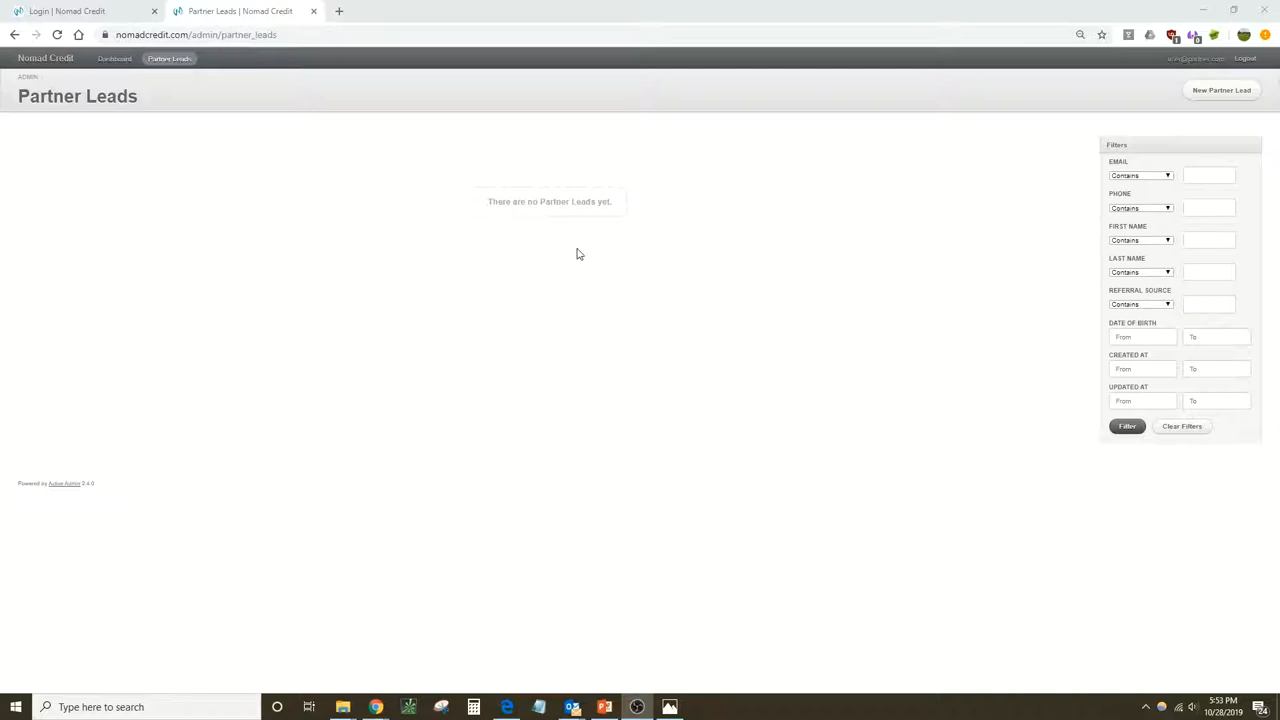 Login | Nomad Credit
Partner Leads | Nomad Credit
nomadcredit.com/admin/partner_leads
Nomad Credit
Dashboard
Partner Leads
user@partner.com
Logout
ADMIN
Partner Leads
New Partner Lead
There are no Partner Leads yet.
Filters
EMAIL
Contains
PHONE
Contains
FIRST NAME
Contains
LAST NAME
Contains
REFERRAL SOURCE
Contains
DATE OF BIRTH
From To
CREATED AT
From To
UPDATED AT
From To
Filter Clear Filters
Powered by Active Admin 2.4.0
Type here to search
5:53 PM
10/28/2019
24